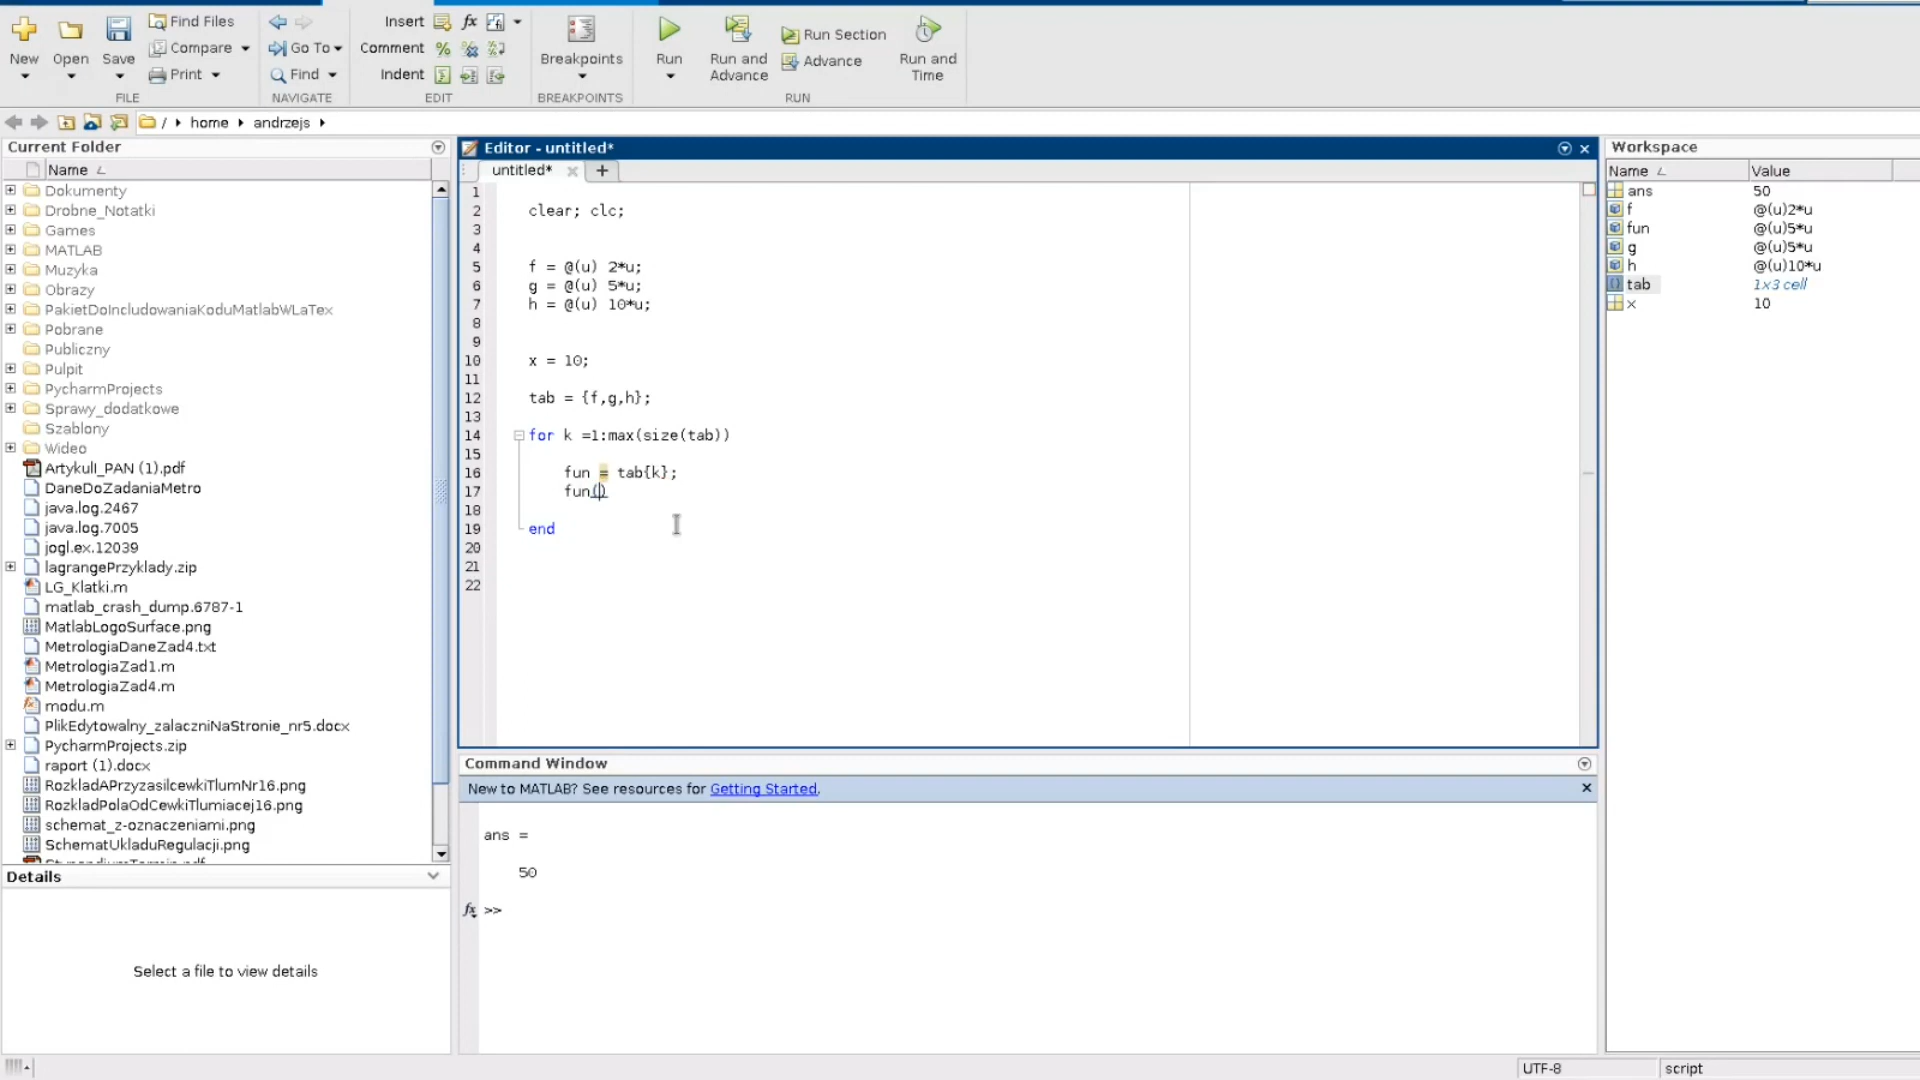 New
Open
Save
Find Files
Compare
Print
FILE
Go To
Find
NAVIGATE
Insert fx
Comment %
Indent
EDIT
Breakpoints
BREAKPOINTS
Run
Run and
Advance
Run Section
Advance
Run and
Time
RUN
/ home andrzejs
Current Folder
Name
Dokumenty
Drobne_Notatki
Games
MATLAB
Muzyka
Obrazy
PakietDoIncludowaniaKoduMatlabWLaTex
Pobrane
Publiczny
Pulpit
PycharmProjects
Sprawy_dodatkowe
Szablony
Wideo
ArtykulI_PAN (1).pdf
DaneDoZadaniaMetro
java.log.2467
java.log.7005
jogl.ex.12039
lagrangePrzyklady.zip
LG_Klatki.m
matlab_crash_dump.6787-1
MatlabLogoSurface.png
MetrologiaDaneZad4.txt
MetrologiaZad1.m
MetrologiaZad4.m
modu.m
PlikEdytowalny_zalaczniNaStronie_nr5.docx
PycharmProjects.zip
raport (1).docx
RozkladAPrzyzasilcewkiTlumNr16.png
RozkladPolaOdCewkiTlumiacej16.png
schemat_z-oznaczeniami.png
SchematUkladuRegulacji.png
Details
Select a file to view details
Editor - untitled*
untitled*
1
2 clear; clc;
3
4
5 f = @(u) 2*u;
6 g = @(u) 5*u;
7 h = @(u) 10*u;
8
9
10 x = 10;
11
12 tab = {f,g,h};
13
14 for k =1:max(size(tab))
15
16 fun = tab{k};
17 fun()
18
19 end
20
21
22
Command Window
New to MATLAB? See resources for Getting Started.
ans =
50
fx >>
Workspace
Name Value
ans 50
f @(u)2*u
fun @(u)5*u
g @(u)5*u
h @(u)10*u
tab 1x3 cell
x 10
UTF-8
script